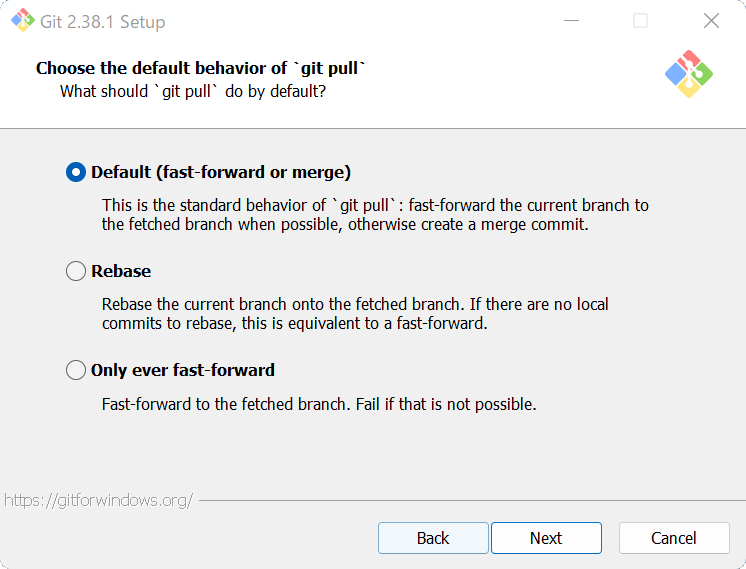 Git 2.38.1 Setup
Choose the default behavior of `git pull`
What should `git pull` do by default?
Default (fast-forward or merge)
This is the standard behavior of `git pull`: fast-forward the current branch to
the fetched branch when possible, otherwise create a merge commit.
Rebase
Rebase the current branch onto the fetched branch. If there are no local
commits to rebase, this is equivalent to a fast-forward.
Only ever fast-forward
Fast-forward to the fetched branch. Fail if that is not possible.
https://gitforwindows.org/
Back Next Cancel